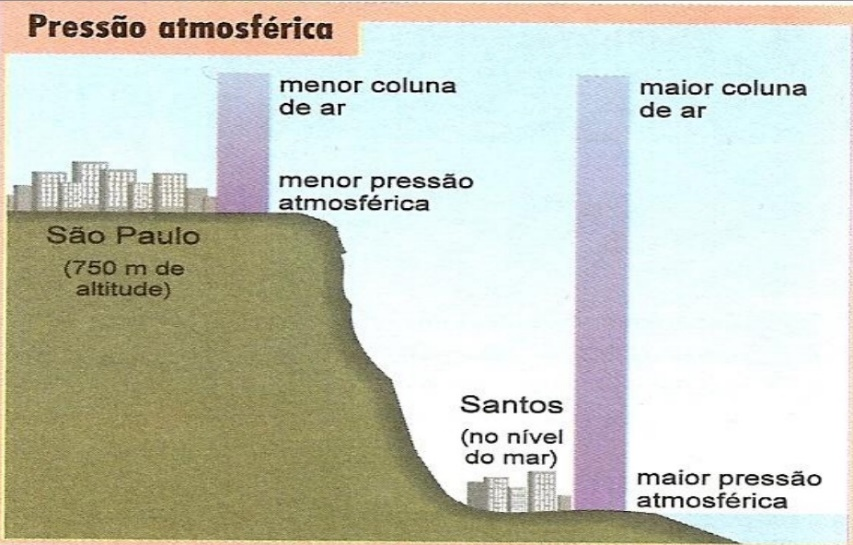 Pressão atmosférica
menor coluna
de ar
menor pressão
atmosférica
São Paulo
(750 m de
altitude)
maior coluna
de ar
Santos
(no nível
do mar)
maior pressão
atmosférica